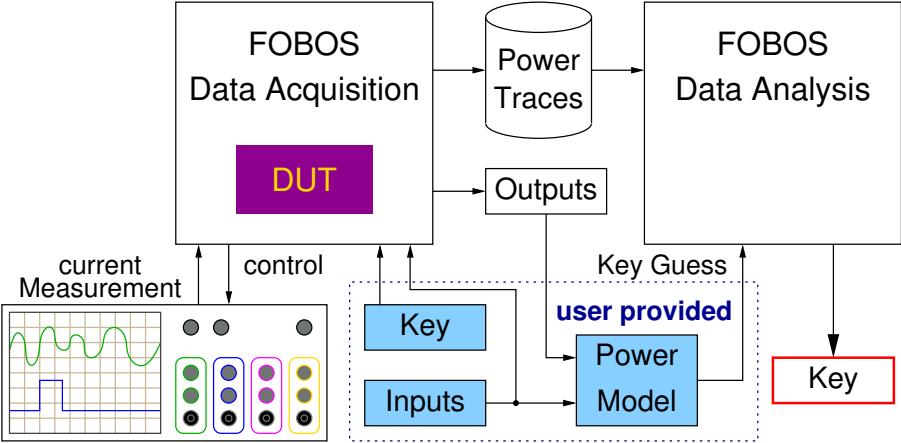 FOBOS
Data Acquisition
DUT
Power
Traces
FOBOS
Data Analysis
Outputs
current
Measurement
control
Key Guess
user provided
Key
Inputs
Power
Model
Key